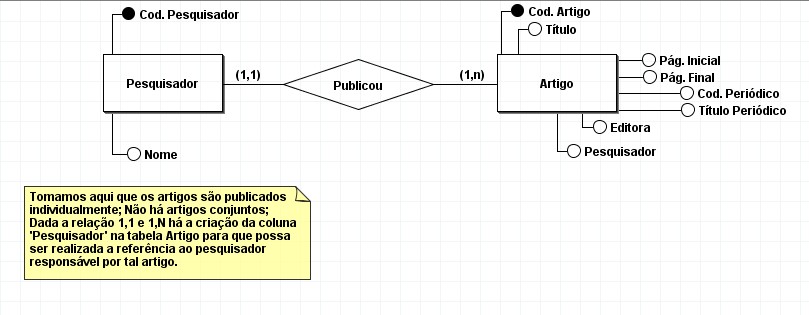 Cod. Pesquisador
Cod. Artigo
Título
Pág. Inicial
Pág. Final
Cod. Periódico
Título Periódico
Pesquisador
(1,1)
Publicou
(1,n)
Artigo
Editora
Pesquisador
Nome
Tomamos aqui que os artigos são publicados
individualmente; Não há artigos conjuntos;
Dada a relação 1,1 e 1,N há a criação da coluna
'Pesquisador' na tabela Artigo para que possa
ser realizada a referência ao pesquisador
responsável por tal artigo.